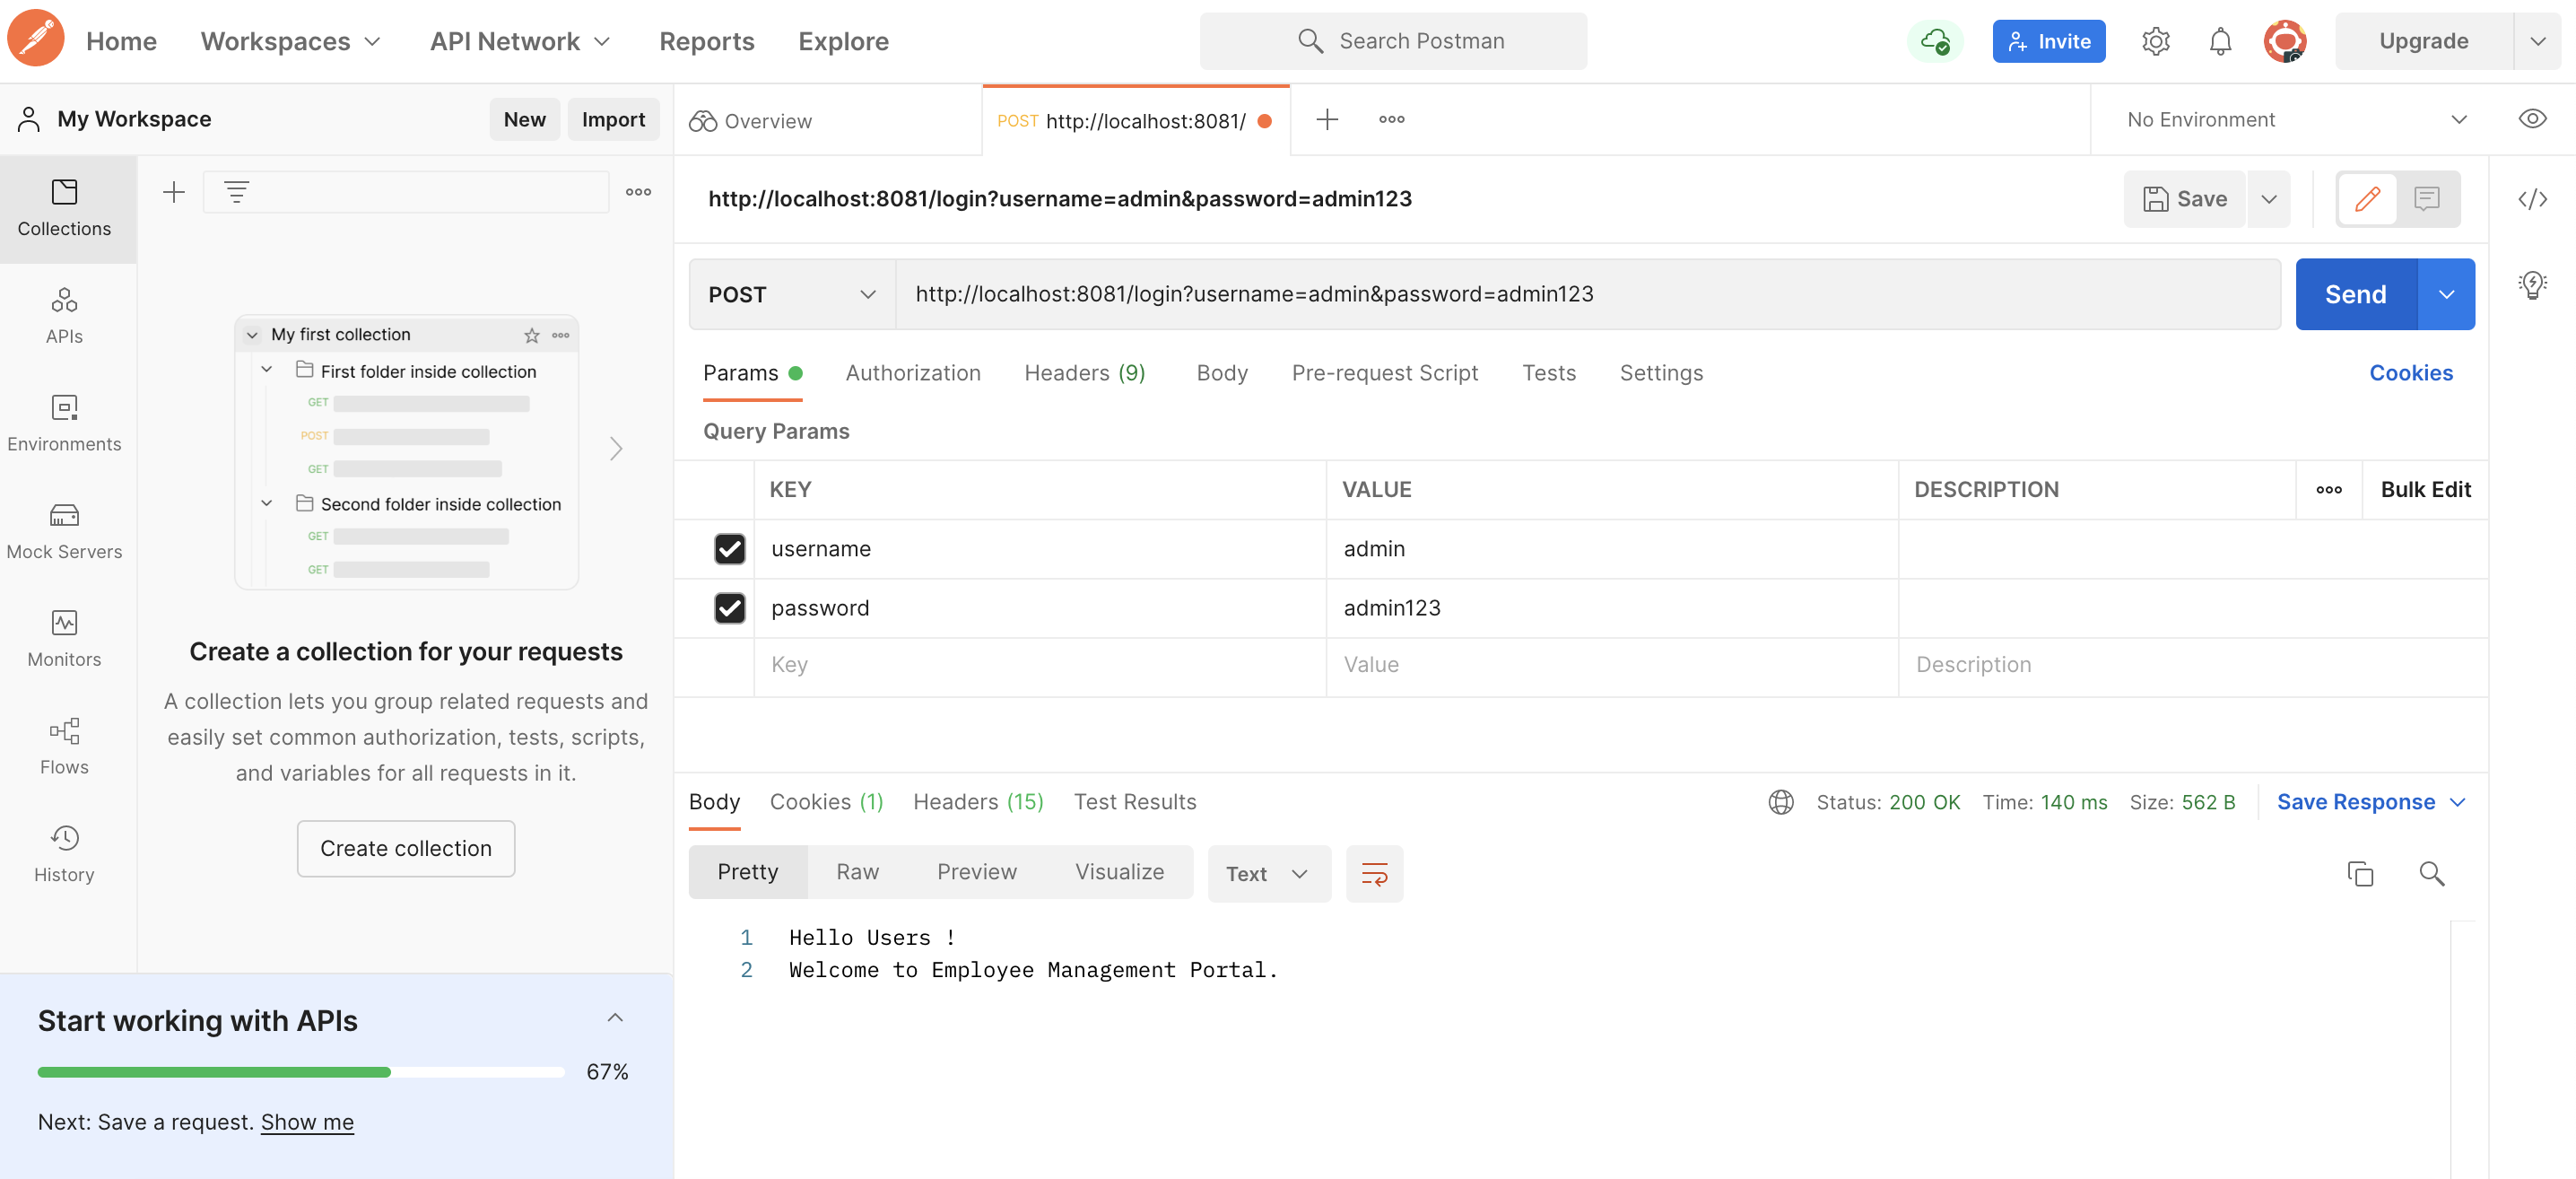 Home Workspaces API Network Reports Explore Search Postman Invite Upgrade
My Workspace New Import
Overview POST http://localhost:8081/ No Environment
Collections
APIs
Environments
Mock Servers
Monitors
Flows
History
My first collection
First folder inside collection
GET
POST
GET
Second folder inside collection
GET
GET
Create a collection for your requests
A collection lets you group related requests and
easily set common authorization, tests, scripts,
and variables for all requests in it.
Create collection
Start working with APIs
67%
Next: Save a request. Show me
http://localhost:8081/login?username=admin&password=admin123 Save
POST http://localhost:8081/login?username=admin&password=admin123 Send
Params Authorization Headers (9) Body Pre-request Script Tests Settings Cookies
Query Params
KEY VALUE DESCRIPTION Bulk Edit
username admin
password admin123
Key Value Description
Body Cookies (1) Headers (15) Test Results Status: 200 OK Time: 140 ms Size: 562 B Save Response
Pretty Raw Preview Visualize Text
1 Hello Users !
2 Welcome to Employee Management Portal.